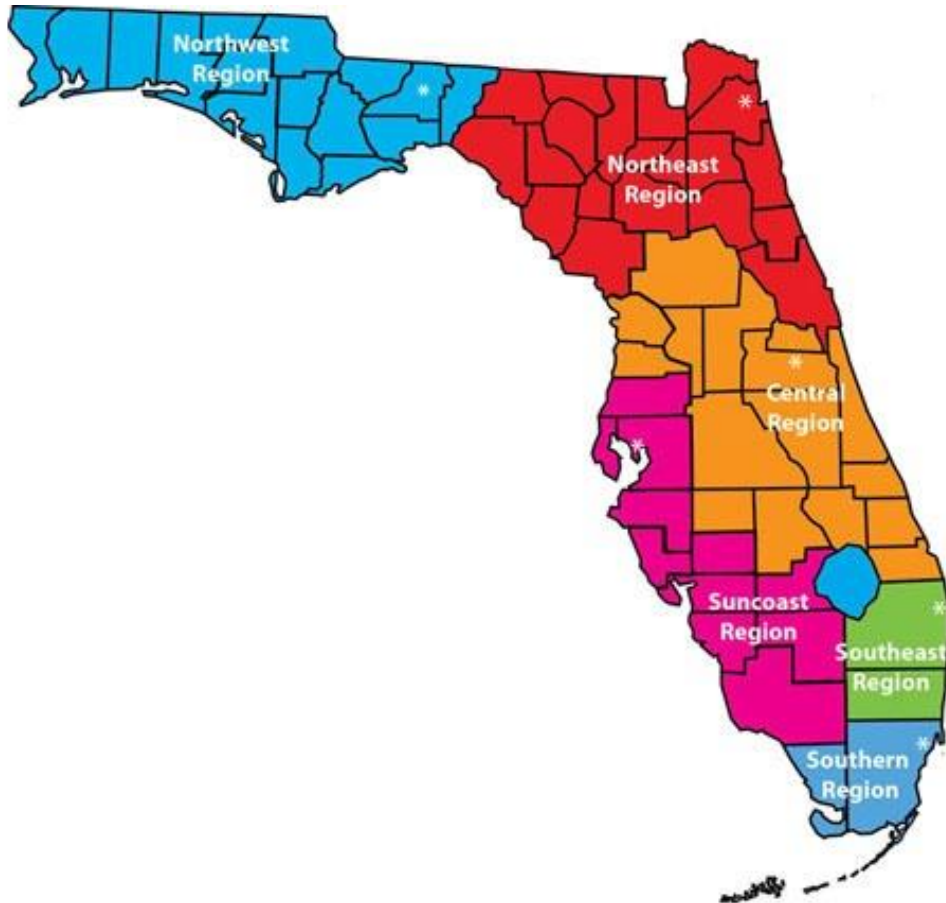 Northwest
Region
*
*
Northeast
Region
*
Central
Region
*
Suncoast
Region
*
Southeast
Region
*
Southern
Region